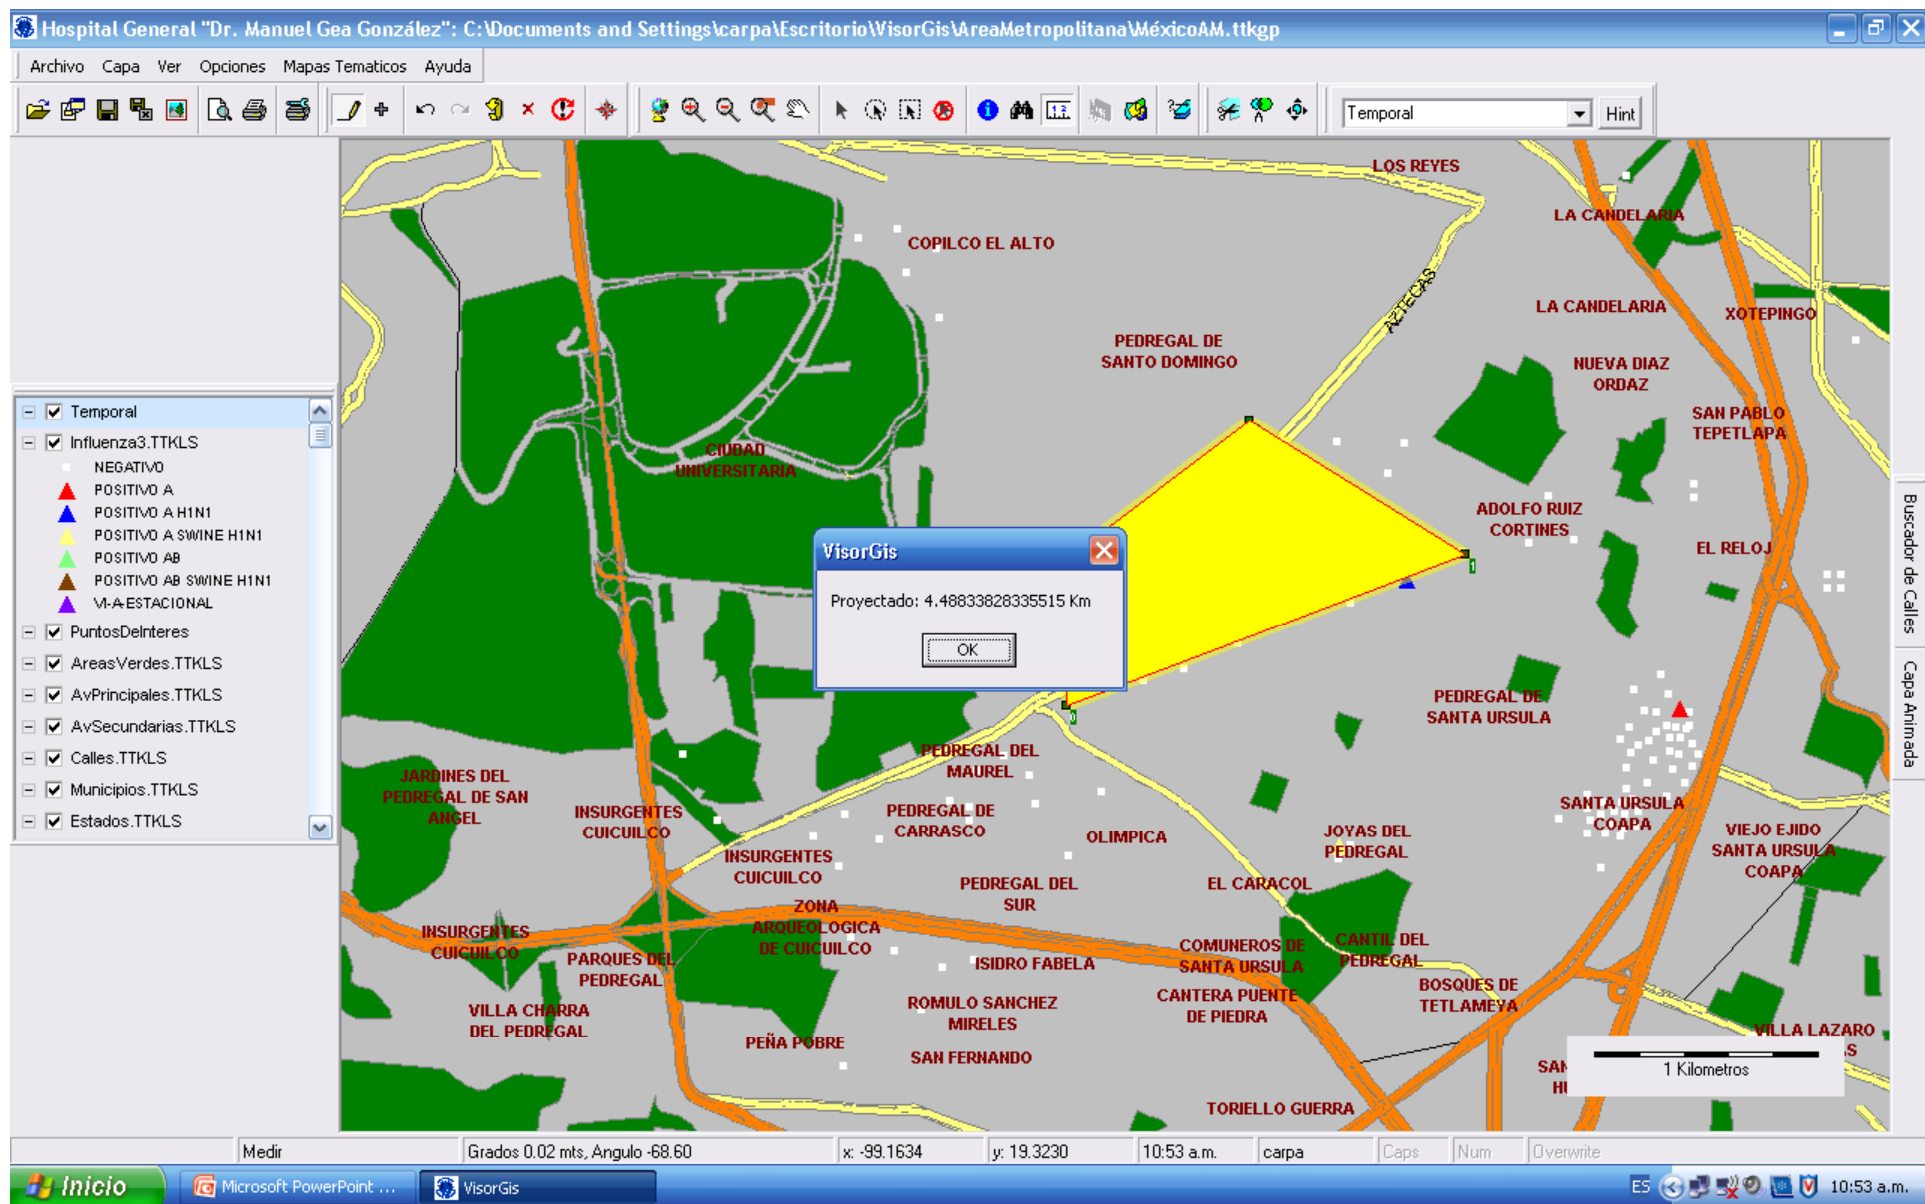 Hospital General "Dr. Manuel Gea González": C:\Documents and Settings\carpa\Escritorio\VisorGis\AreaMetropolitana\MéxicoAM.ttkgp
Archivo Capa Ver Opciones Mapas Tematicos Ayuda
Temporal
Hint
Temporal
Influenza3.TTKLS
NEGATIVO
POSITIVO A
POSITIVO A H1N1
POSITIVO A SWINE H1N1
POSITIVO AB
POSITIVO AB SWINE H1N1
VI-A-ESTACIONAL
PuntosDeInteres
AreasVerdes.TTKLS
AvPrincipales.TTKLS
AvSecundarias.TTKLS
Calles.TTKLS
Municipios.TTKLS
Estados.TTKLS
LOS REYES
LA CANDELARIA
COPILCO EL ALTO
AZTECAS
LA CANDELARIA
XOTEPINGO
PEDREGAL DE
SANTO DOMINGO
NUEVA DIAZ
ORDAZ
SAN PABLO
TEPETLAPA
CIUDAD
UNIVERSITARIA
ADOLFO RUIZ
CORTINES
EL RELOJ
1
VisorGis
Proyectado: 4.48833828335515 Km
OK
0
PEDREGAL DE
SANTA URSULA
PEDREGAL DEL
MAUREL
JARDINES DEL
PEDREGAL DE SAN
ANGEL
INSURGENTES
CUICUILCO
PEDREGAL DE
CARRASCO
OLIMPICA
JOYAS DEL
PEDREGAL
SANTA URSULA
COAPA
VIEJO EJIDO
SANTA URSULA
COAPA
INSURGENTES
CUICUILCO
PEDREGAL DEL
SUR
EL CARACOL
ZONA
ARQUEOLOGICA
DE CUICUILCO
INSURGENTES
CUICUILCO
PARQUES DEL
PEDREGAL
ISIDRO FABELA
COMUNEROS DE
SANTA URSULA
CANTIL DEL
PEDREGAL
BOSQUES DE
TETLAMEYA
VILLA CHARRA
DEL PEDREGAL
ROMULO SANCHEZ
MIRELES
CANTERA PUENTE
DE PIEDRA
PEÑA POBRE
SAN FERNANDO
VILLA LAZARO
TORIELLO GUERRA
1 Kilometros
Buscador de Calles
Capa Animada
Medir
Grados 0.02 mts, Angulo -68.60
x: -99.1634
y: 19.3230
10:53 a.m.
carpa
Caps
Num
Overwrite
Inicio
Microsoft PowerPoint ...
VisorGis
ES
10:53 a.m.